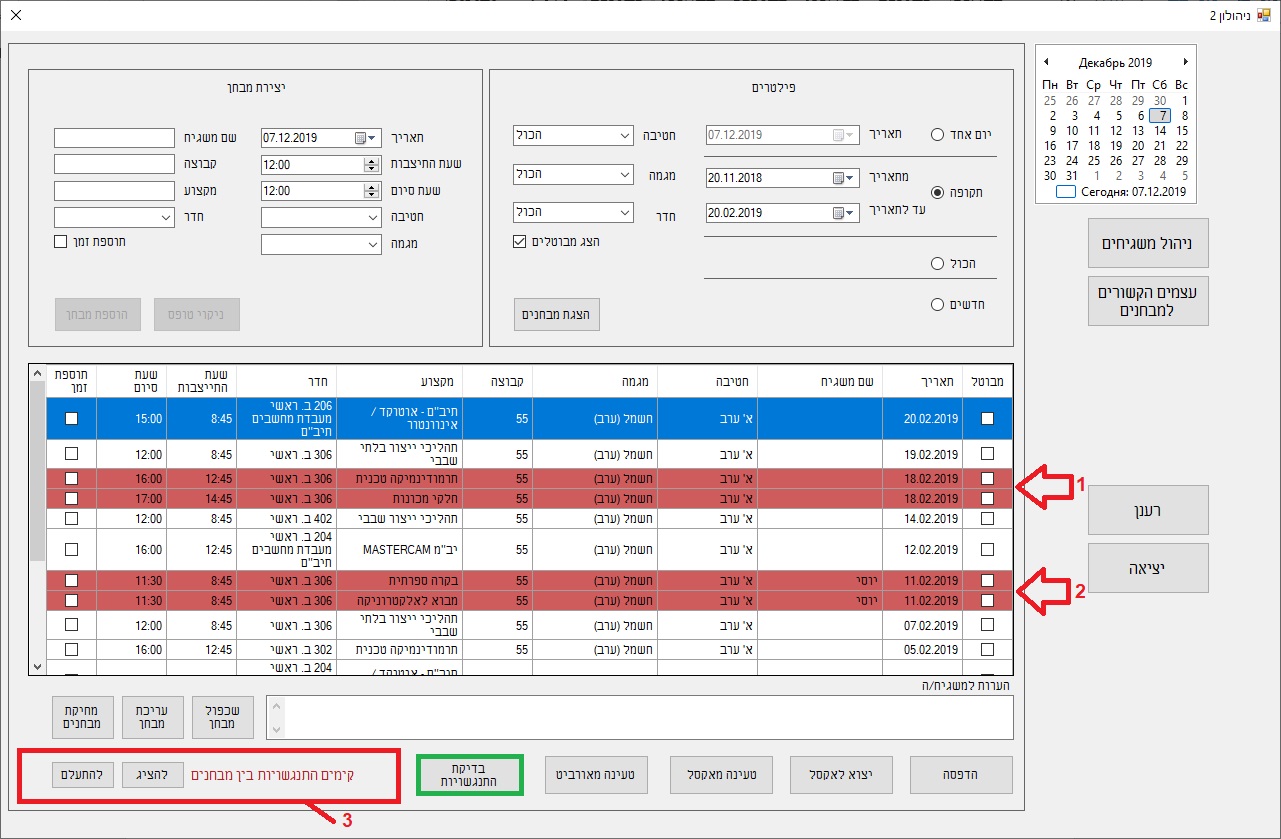 ניהולון 2
Декабрь 2019
Пн Вт Ср Чт Пт Сб Вс
25 26 27 28 29 30 1
2 3 4 5 6 7 8
9 10 11 12 13 14 15
16 17 18 19 20 21 22
23 24 25 26 27 28 29
30 31 1 2 3 4 5
Сегодня: 07.12.2019
ניהול משגיחים
עצמים הקשורים
למבחנים
רענן
יציאה
פילטרים
יום אחד תאריך 07.12.2019 חטיבה הכול
תקופה מתאריך 20.11.2018 מגמה הכול
עד לתאריך 20.02.2019 חדר הכול
הצג מבוטלים
הכול
חדשים
הצגת מבחנים
יצירת מבחן
תאריך 07.12.2019 שם משגיח
שעת התיצבות 12:00 קבוצה
שעת סיום 12:00 מקצוע
חטיבה חדר
מגמה תוספת זמן
ניקוי טופס הוספת מבחן
מבוטל תאריך שם משגיח חטיבה מגמה קבוצה מקצוע חדר שעת התייצבות שעת סיום תוספת זמן
20.02.2019 א' ערב חשמל (ערב) 55 תיב"ם - אוטוקד / אינוונטור 206 ב. ראשי מעבדת מחשבים תיב"ם 8:45 15:00
19.02.2019 א' ערב חשמל (ערב) 55 תהליכי ייצור בלתי שבבי 306 ב. ראשי 8:45 12:00
18.02.2019 א' ערב חשמל (ערב) 55 תרמודינמיקה טכנית 306 ב. ראשי 12:45 16:00
18.02.2019 א' ערב חשמל (ערב) 55 חלקי מכונות 306 ב. ראשי 14:45 17:00
14.02.2019 א' ערב חשמל (ערב) 55 תהליכי ייצור שבבי 402 ב. ראשי 8:45 12:00
12.02.2019 א' ערב חשמל (ערב) 55 יב"מ MASTERCAM 204 ב. ראשי מעבדת מחשבים תיב"ם 12:45 16:00
11.02.2019 יוסי א' ערב חשמל (ערב) 55 בקרה ספרתית 306 ב. ראשי 8:45 11:30
11.02.2019 יוסי א' ערב חשמל (ערב) 55 מבוא לאלקטרוניקה 306 ב. ראשי 8:45 11:30
07.02.2019 א' ערב חשמל (ערב) 55 תהליכי ייצור בלתי שבבי 306 ב. ראשי 8:45 12:00
05.02.2019 א' ערב חשמל (ערב) 55 תרמודינמיקה טכנית 302 ב. ראשי 12:45 16:00
תיב"ם - אוטוקד / 204 ב. ראשי
1
2
הערות למשגיח/ה
שכפול
מבחן
עריכת
מבחן
מחיקת
מבחנים
הדפסה יצוא לאקסל טעינה מאקסל טעינה מאורביט
בדיקת
התנגשויות
קימים התנגשויות בין מבחנים להציג להתעלם
3